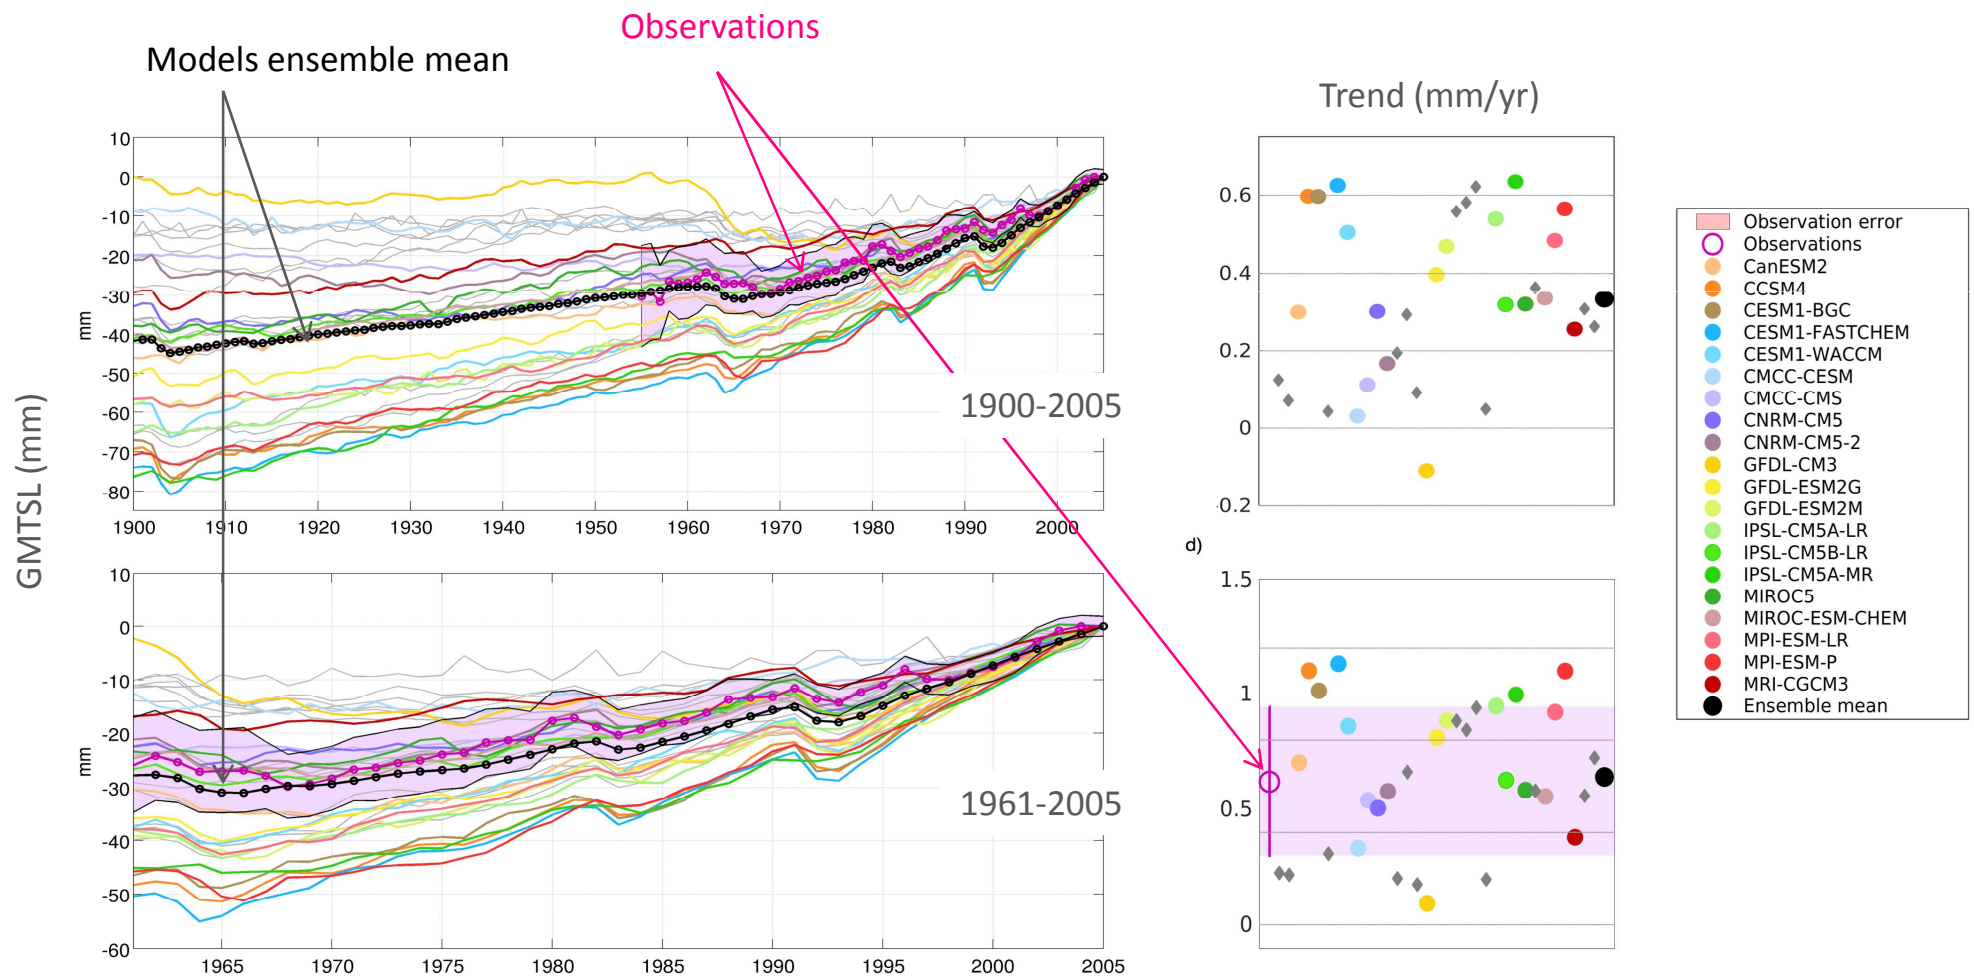 Observations
Models ensemble mean
Trend (mm/yr)
GMTSL (mm)
10
0
-10
-20
-30
-40
-50
-60
-70
-80
mm
1900 1910 1920 1930 1940 1950 1960 1970 1980 1990 2000
1900-2005
0.6
0.4
0.2
0
-0.2
Observation error
Observations
CanESM2
CCSM4
CESM1-BGC
CESM1-FASTCHEM
CESM1-WACCM
CMCC-CESM
CMCC-CMS
CNRM-CM5
CNRM-CM5-2
GFDL-CM3
GFDL-ESM2G
GFDL-ESM2M
IPSL-CM5A-LR
IPSL-CM5B-LR
IPSL-CM5A-MR
MIROC5
MIROC-ESM-CHEM
MPI-ESM-LR
MPI-ESM-P
MRI-CGCM3
Ensemble mean
10
0
-10
-20
-30
-40
-50
-60
mm
1965 1970 1975 1980 1985 1990 1995 2000 2005
1961-2005
d)
1.5
1
0.5
0